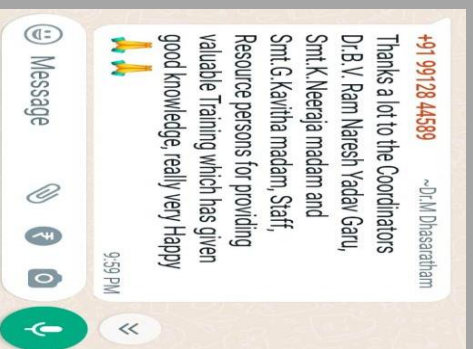 +91 99128 44589 ~Dr.M Dhasaratham
Thanks a lot to the Coordinators
Dr.B.V. Ram Naresh Yadav Garu,
Smt.K.Neeraja madam and
Smt.G.Kavitha madam, Staff,
Resource persons for providing
valuable Training which has given
good knowledge, really very Happy
🙏🙏
9:59 PM
Message